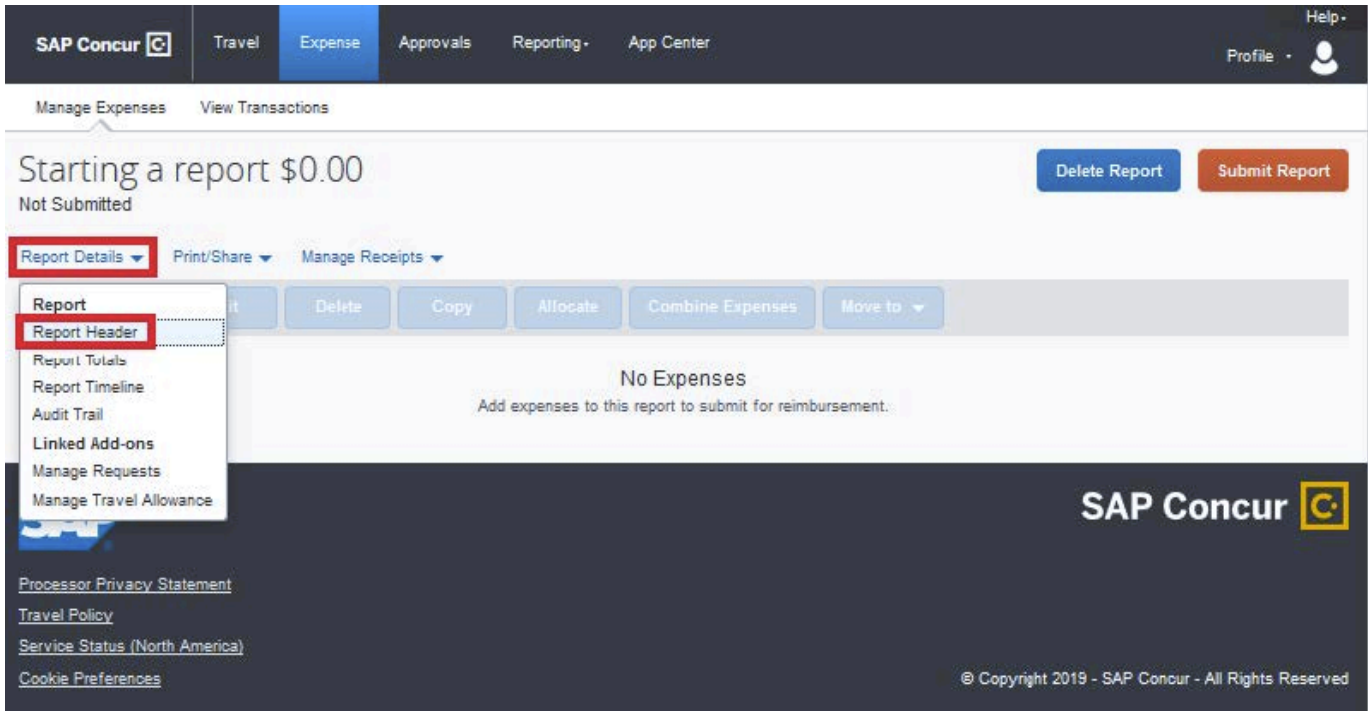 Help
SAP Concur C
Travel
Expense
Approvals
Reporting
App Center
Profile
Manage Expenses
View Transactions
Starting a report $0.00
Delete Report
Submit Report
Not Submitted
Report Details
Print/Share
Manage Receipts
Delete
Copy
Allocate
Combine Expenses
Move to
Report
Report Header
Report Totals
Report Timeline
Audit Trail
Linked Add-ons
Manage Requests
Manage Travel Allowance
No Expenses
Add expenses to this report to submit for reimbursement.
SAP
SAP Concur C
Processor Privacy Statement
Travel Policy
Service Status (North America)
Cookie Preferences
© Copyright 2019 - SAP Concur - All Rights Reserved